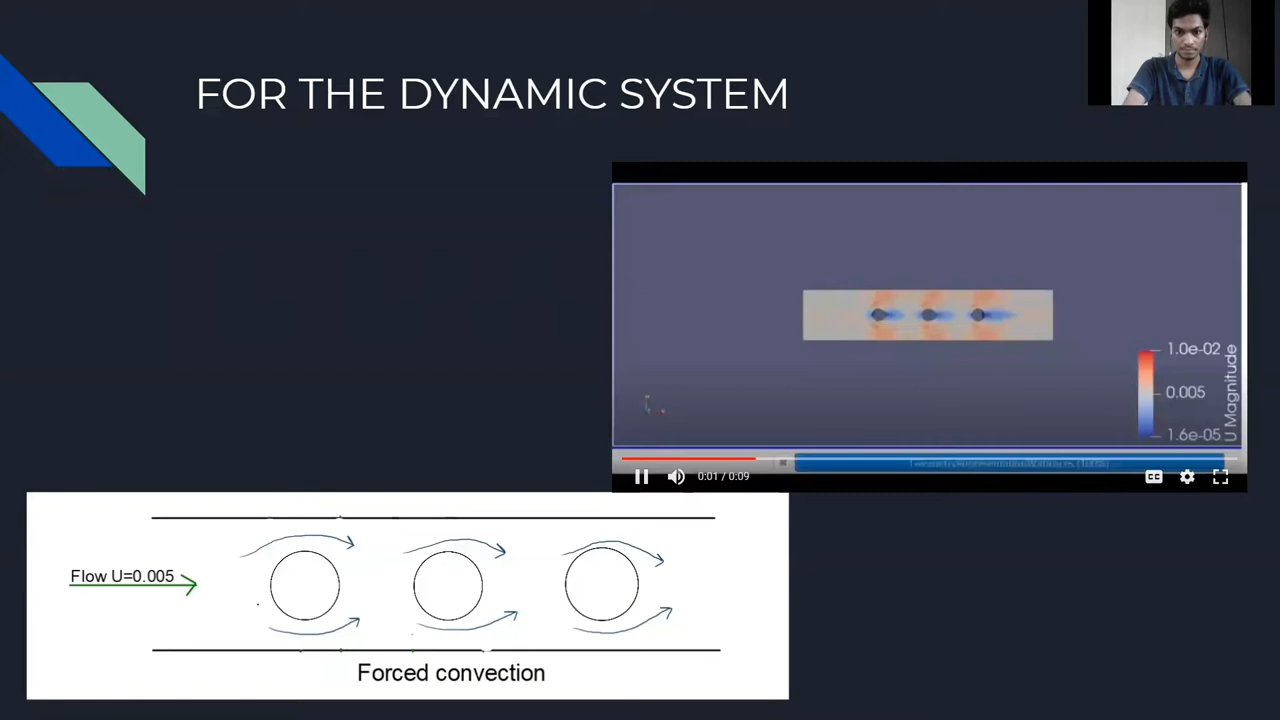 FOR THE DYNAMIC SYSTEM
1.0e-02
0.005
1.6e-05
U Magnitude
0:01 / 0:09
CC
Flow U=0.005
Forced convection